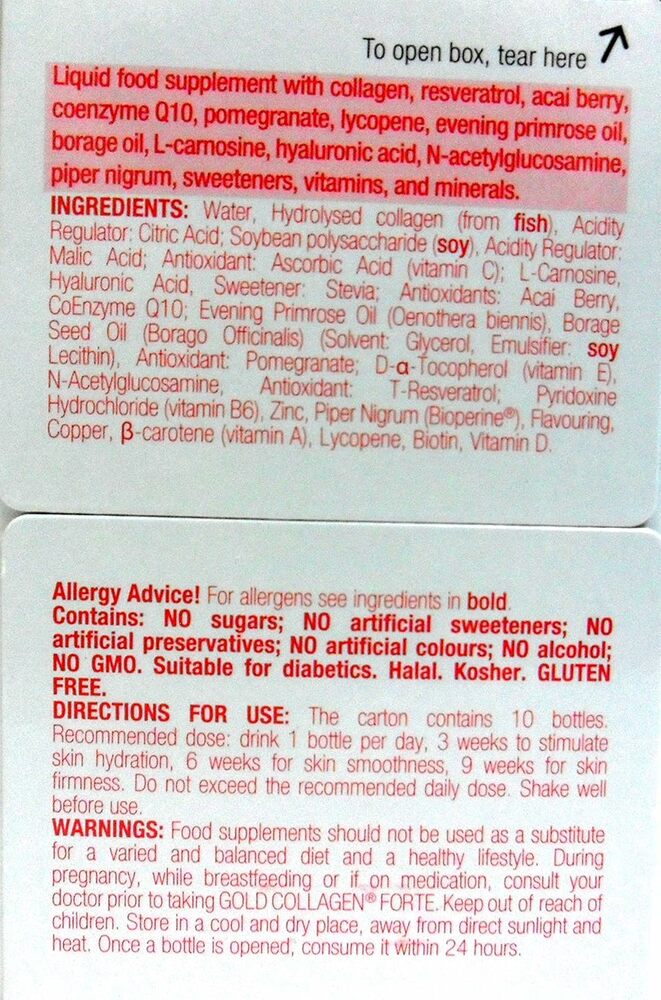 To open box, tear here
Liquid food supplement with collagen, resveratrol, acai berry,
coenzyme Q10, pomegranate, lycopene, evening primrose oil,
borage oil, L-carnosine, hyaluronic acid, N-acetylglucosamine,
piper nigrum, sweeteners, vitamins, and minerals.
INGREDIENTS: Water, Hydrolysed collagen (from fish), Acidity
Regulator: Citric Acid; Soybean polysaccharide (soy), Acidity Regulator:
Malic Acid; Antioxidant: Ascorbic Acid (vitamin C); L-Carnosine,
Hyaluronic Acid, Sweetener: Stevia; Antioxidants: Acai Berry,
CoEnzyme Q10; Evening Primrose Oil (Oenothera biennis), Borage
Seed Oil (Borago Officinalis) (Solvent: Glycerol, Emulsifier: soy
Lecithin), Antioxidant: Pomegranate; D-α-Tocopherol (vitamin E),
N-Acetylglucosamine, Antioxidant: T-Resveratrol; Pyridoxine
Hydrochloride (vitamin B6), Zinc, Piper Nigrum (Bioperine®), Flavouring,
Copper, β-carotene (vitamin A), Lycopene, Biotin, Vitamin D.
Allergy Advice! For allergens see ingredients in bold.
Contains: NO sugars; NO artificial sweeteners; NO
artificial preservatives; NO artificial colours; NO alcohol;
NO GMO. Suitable for diabetics. Halal. Kosher. GLUTEN
FREE.
DIRECTIONS FOR USE: The carton contains 10 bottles.
Recommended dose: drink 1 bottle per day, 3 weeks to stimulate
skin hydration, 6 weeks for skin smoothness, 9 weeks for skin
firmness. Do not exceed the recommended daily dose. Shake well
before use.
WARNINGS: Food supplements should not be used as a substitute
for a varied and balanced diet and a healthy lifestyle. During
pregnancy, while breastfeeding or if on medication, consult your
doctor prior to taking GOLD COLLAGEN® FORTE. Keep out of reach of
children. Store in a cool and dry place, away from direct sunlight and
heat. Once a bottle is opened, consume it within 24 hours.